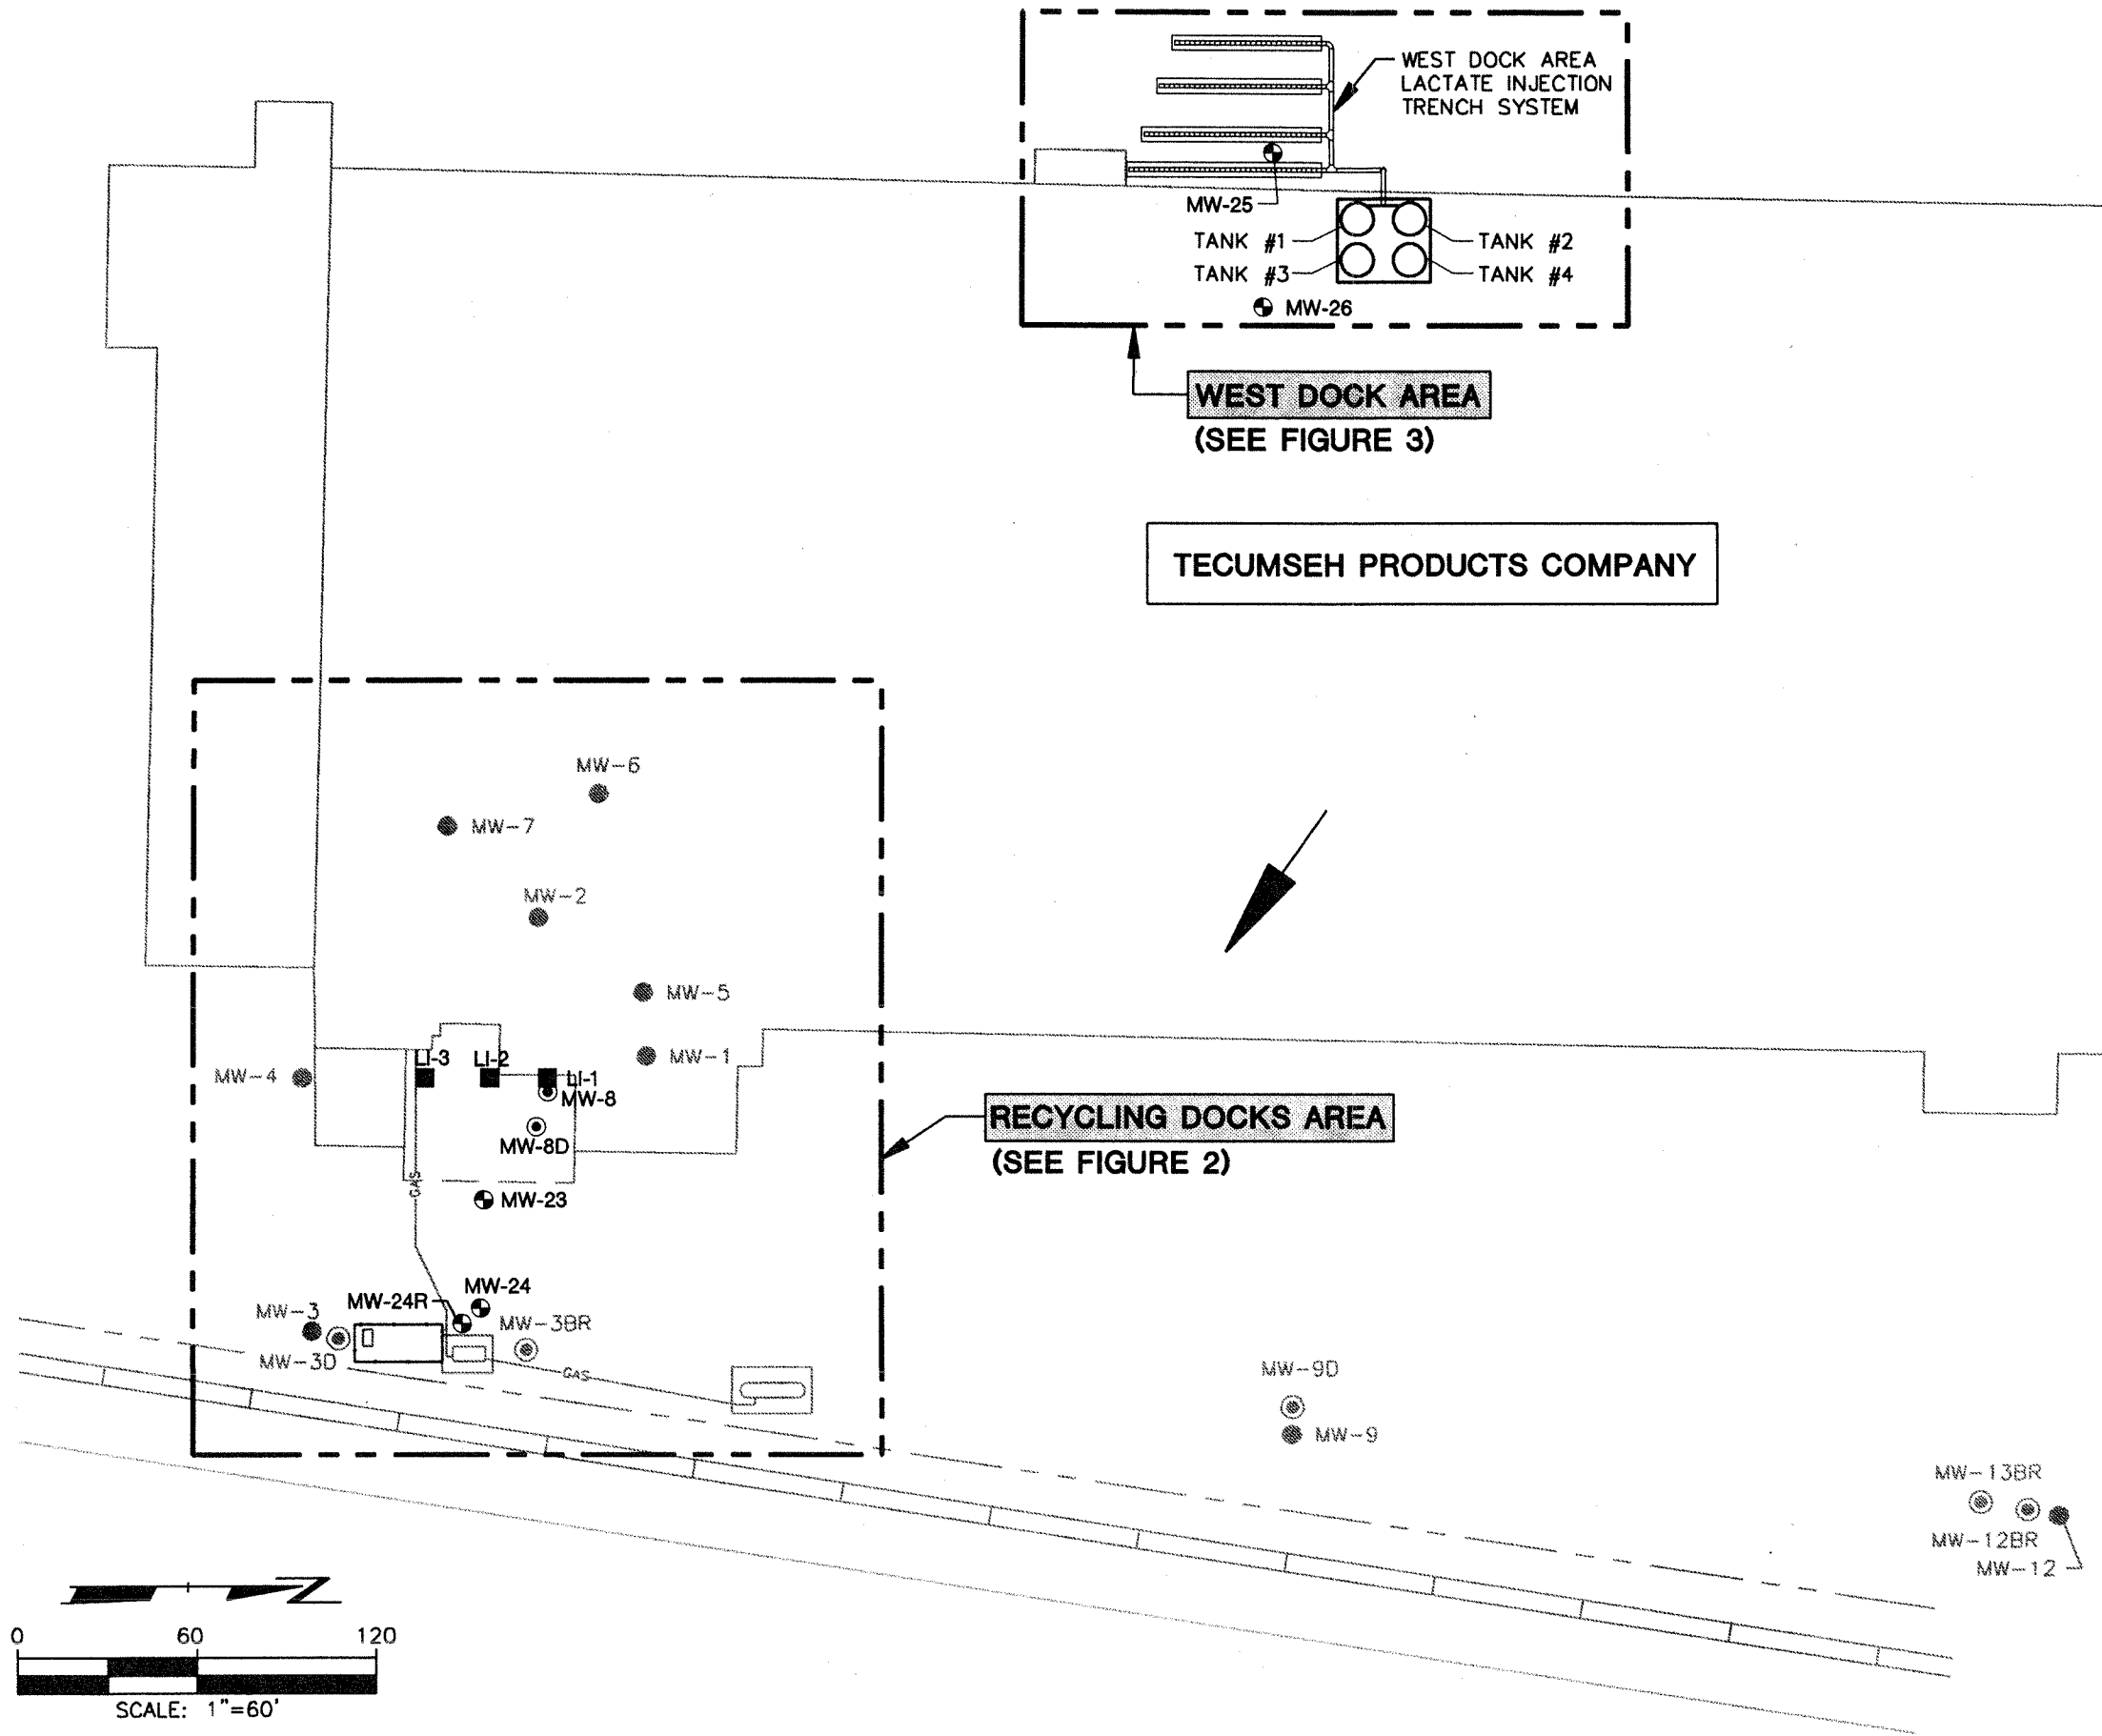 WEST DOCK AREA
LACTATE INJECTION
TRENCH SYSTEM
MW-25
TANK #1
TANK #2
TANK #3
TANK #4
MW-26
WEST DOCK AREA
(SEE FIGURE 3)
TECUMSEH PRODUCTS COMPANY
MW-6
MW-7
MW-2
MW-5
MW-1
LI-3
LI-2
LI-1
MW-4
MW-8
MW-8D
RECYCLING DOCKS AREA
(SEE FIGURE 2)
GAS
MW-23
MW-24
MW-24R
MW-3
MW-3BR
MW-3D
GAS
MW-9D
MW-9
MW-13BR
MW-12BR
MW-12
Z
0 60 120
SCALE: 1"=60'